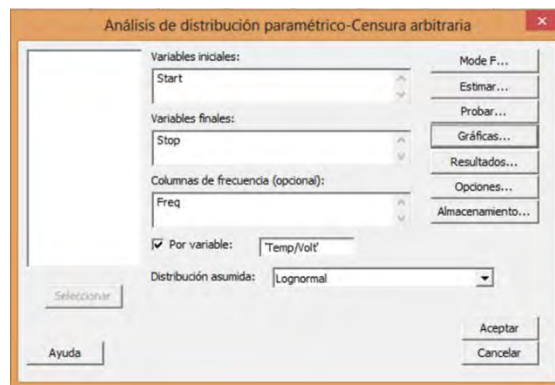 Análisis de distribución paramétrico-Censura arbitraria
x
Variables iniciales:
Start
Variables finales:
Stop
Columnas de frecuencia (opcional):
Freq
Por variable:
'Temp/Volt'
Distribución asumida:
Lognormal
Mode F...
Estimar...
Probar...
Gráficas...
Resultados...
Opciones...
Almacenamiento...
Seleccionar
Ayuda
Aceptar
Cancelar